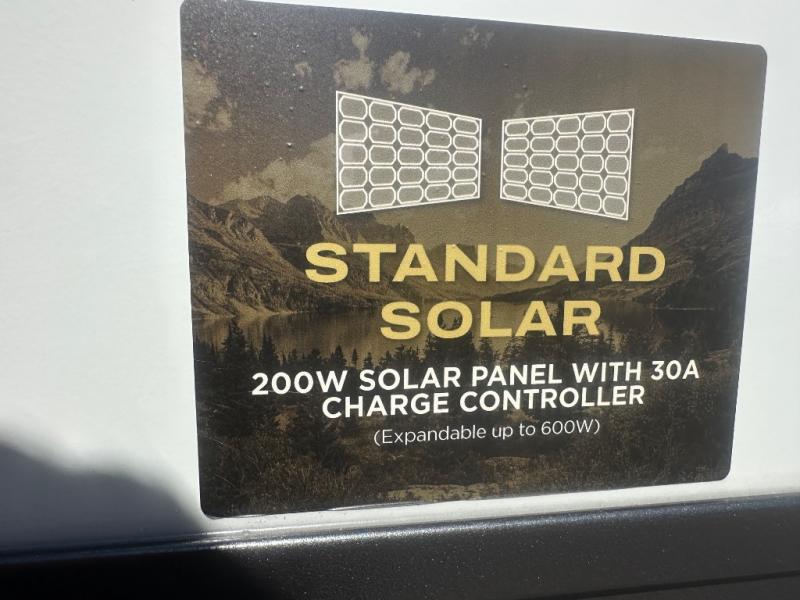 STANDARD
SOLAR
200W SOLAR PANEL WITH 30A
CHARGE CONTROLLER
(Expandable up to 600W)